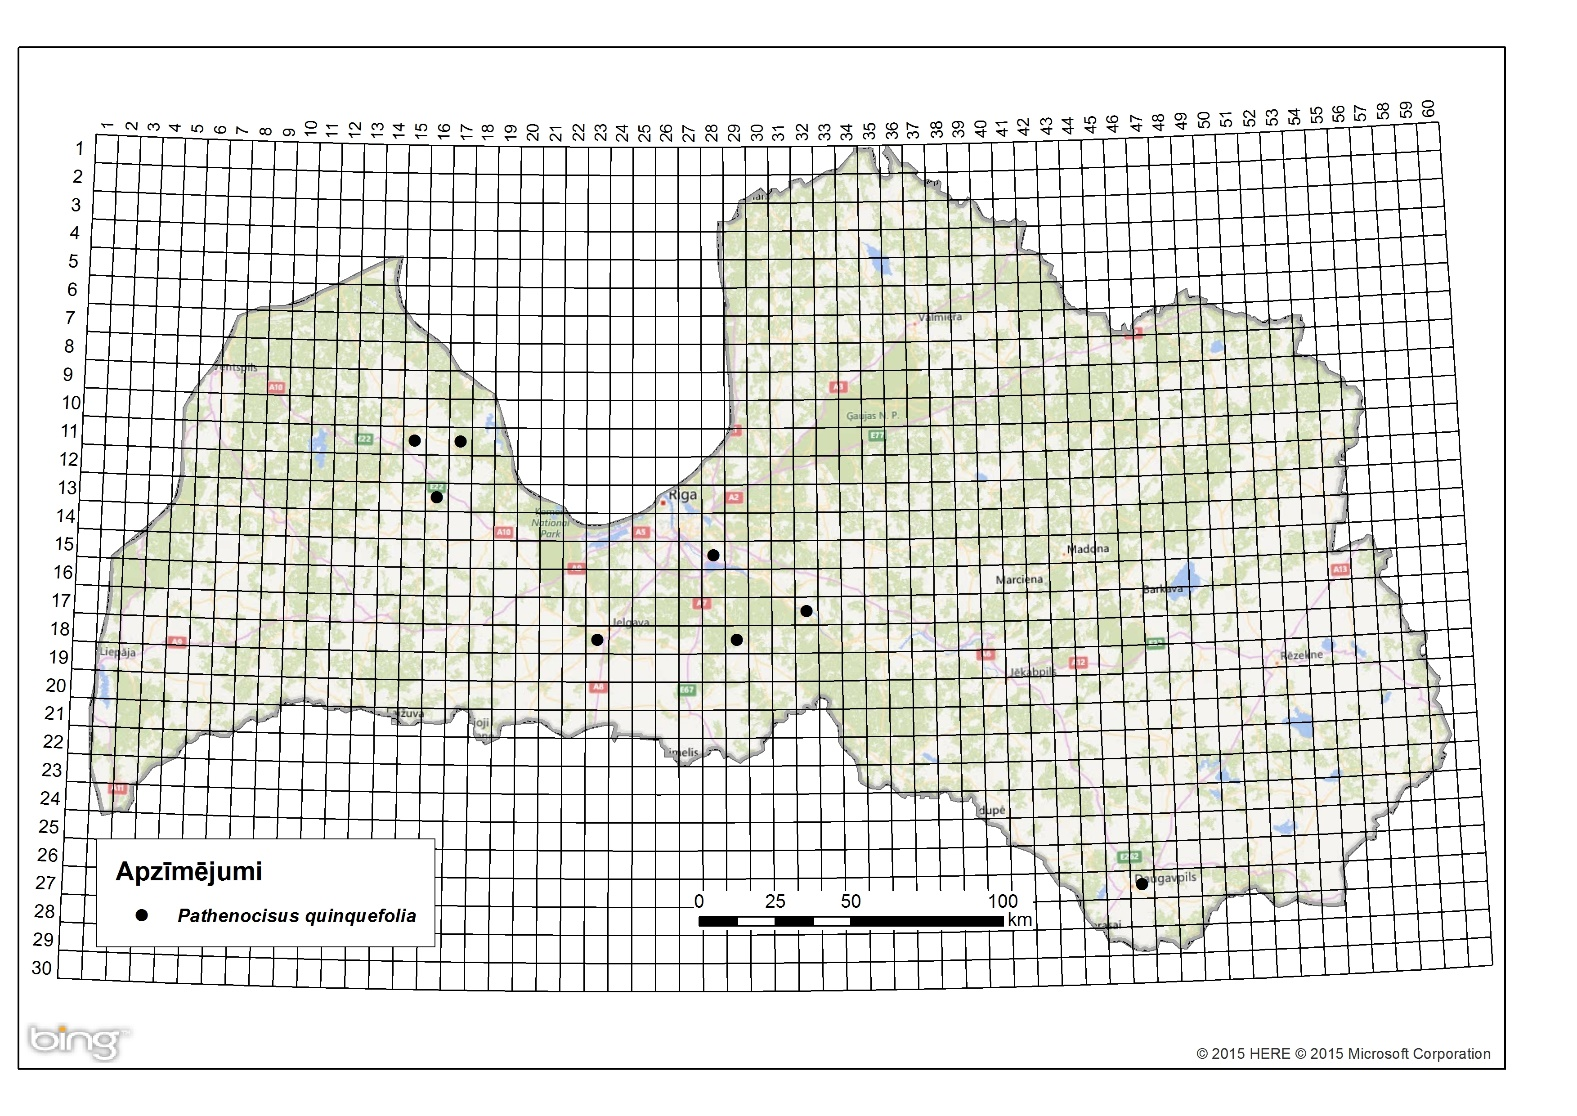 1 2 3 4 5 6 7 8 9 10 11 12 13 14 15 16 17 18 19 20 21 22 23 24 25 26 27 28 29 30 31 32 33 34 35 36 37 38 39 40 41 42 43 44 45 46 47 48 49 50 51 52 53 54 55 56 57 58 59 60
1
2
3
4
5
6
7
Valmiera
8
9
A10
A3
10
Gaujas N. P.
11
E22
E77
12
13
E22
Rīga
A2
14
National
Park
A10
A5
15
Madona
16
A9
A13
Marciena
Barkava
17
A7
Jelgava
18
A9
19
Liepāja
Rēzekne
A12
Jēkabpils
20
A8
E67
21
22
23
A11
24
25
26
E262
27
Daugavpils
28
29
30
Apzīmējumi
Pathenocisus quinquefolia
0 25 50 100
km
bing
© 2015 HERE © 2015 Microsoft Corporation